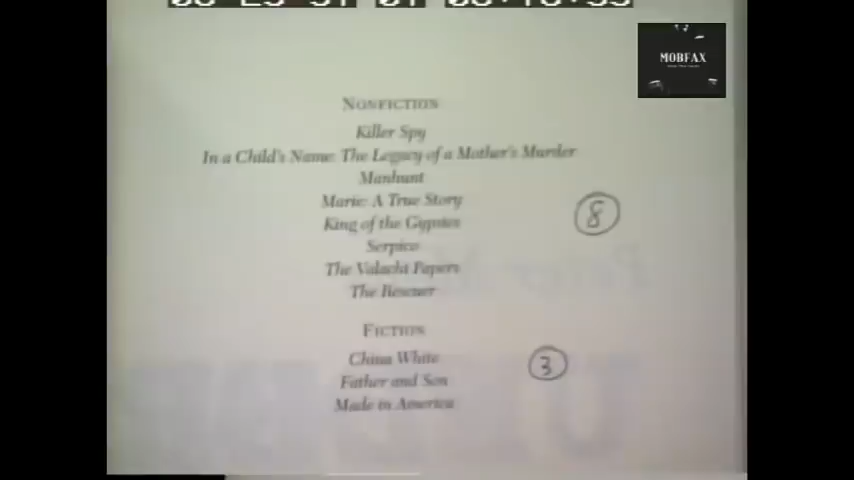 MOBFAX
NONFICTION
Killer Spy
In a Child's Name: The Legacy of a Mother's Murder
Manhunt
Marie: A True Story
King of the Gypsies
8
Serpico
The Valachi Papers
The Rescuer
FICTION
China White
3
Father and Son
Made in America